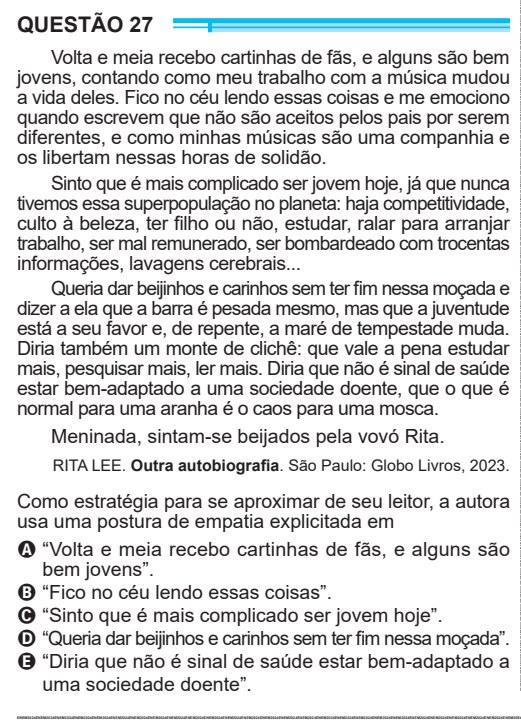 QUESTÃO 27
Volta e meia recebo cartinhas de fãs, e alguns são bem
jovens, contando como meu trabalho com a música mudou
a vida deles. Fico no céu lendo essas coisas e me emociono
quando escrevem que não são aceitos pelos pais por serem
diferentes, e como minhas músicas são uma companhia e
os libertam nessas horas de solidão.
Sinto que é mais complicado ser jovem hoje, já que nunca
tivemos essa superpopulação no planeta: haja competitividade,
culto à beleza, ter filho ou não, estudar, ralar para arranjar
trabalho, ser mal remunerado, ser bombardeado com trocentas
informações, lavagens cerebrais...
Queria dar beijinhos e carinhos sem ter fim nessa moçada e
dizer a ela que a barra é pesada mesmo, mas que a juventude
está a seu favor e, de repente, a maré de tempestade muda.
Diria também um monte de clichê: que vale a pena estudar
mais, pesquisar mais, ler mais. Diria que não é sinal de saúde
estar bem-adaptado a uma sociedade doente, que o que é
normal para uma aranha é o caos para uma mosca.
Meninada, sintam-se beijados pela vovó Rita.
RITA LEE. Outra autobiografia. São Paulo: Globo Livros, 2023.
Como estratégia para se aproximar de seu leitor, a autora
usa uma postura de empatia explicitada em
A “Volta e meia recebo cartinhas de fãs, e alguns são
bem jovens”.
B “Fico no céu lendo essas coisas”.
C “Sinto que é mais complicado ser jovem hoje”.
D “Queria dar beijinhos e carinhos sem ter fim nessa moçada”.
E “Diria que não é sinal de saúde estar bem-adaptado a
uma sociedade doente”.